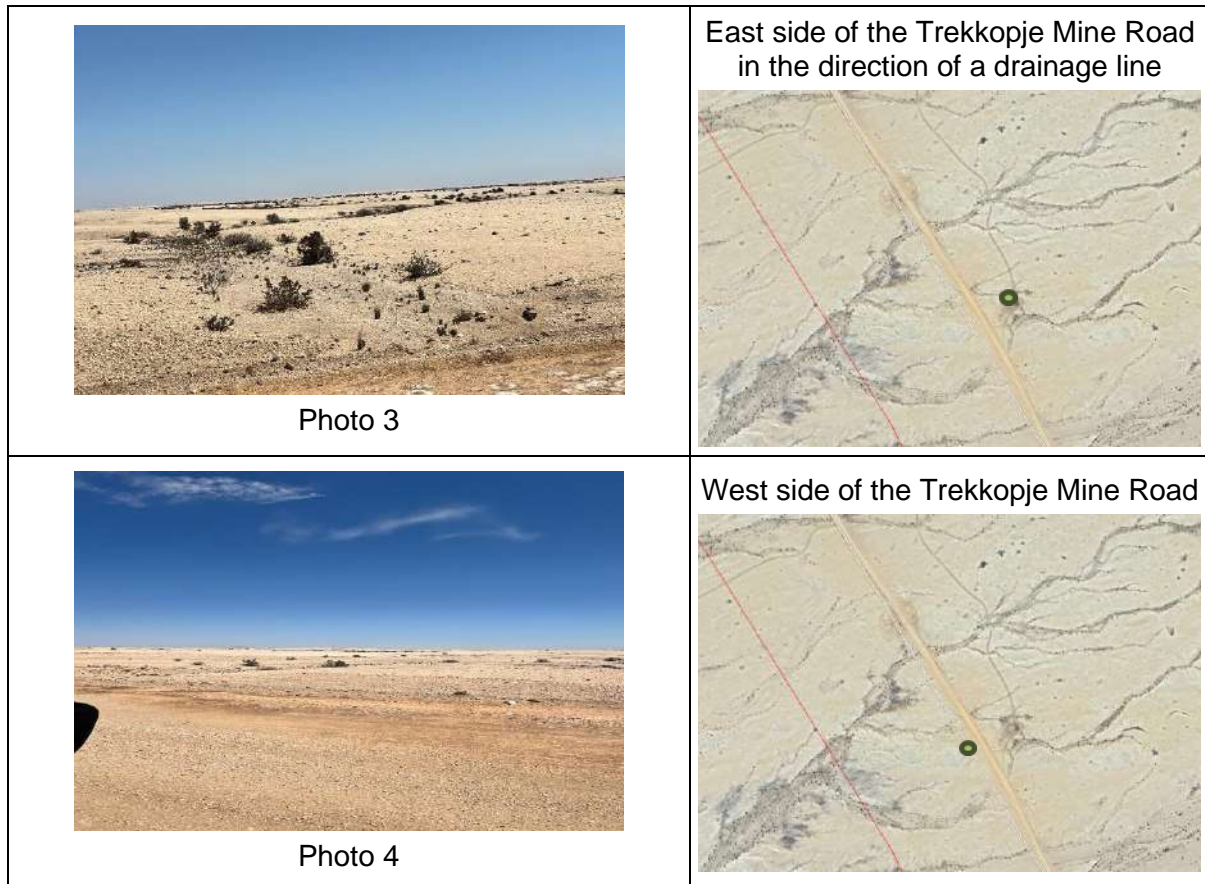 East side of the Trekkopje Mine Road
in the direction of a drainage line
Photo 3
West side of the Trekkopje Mine Road
Photo 4